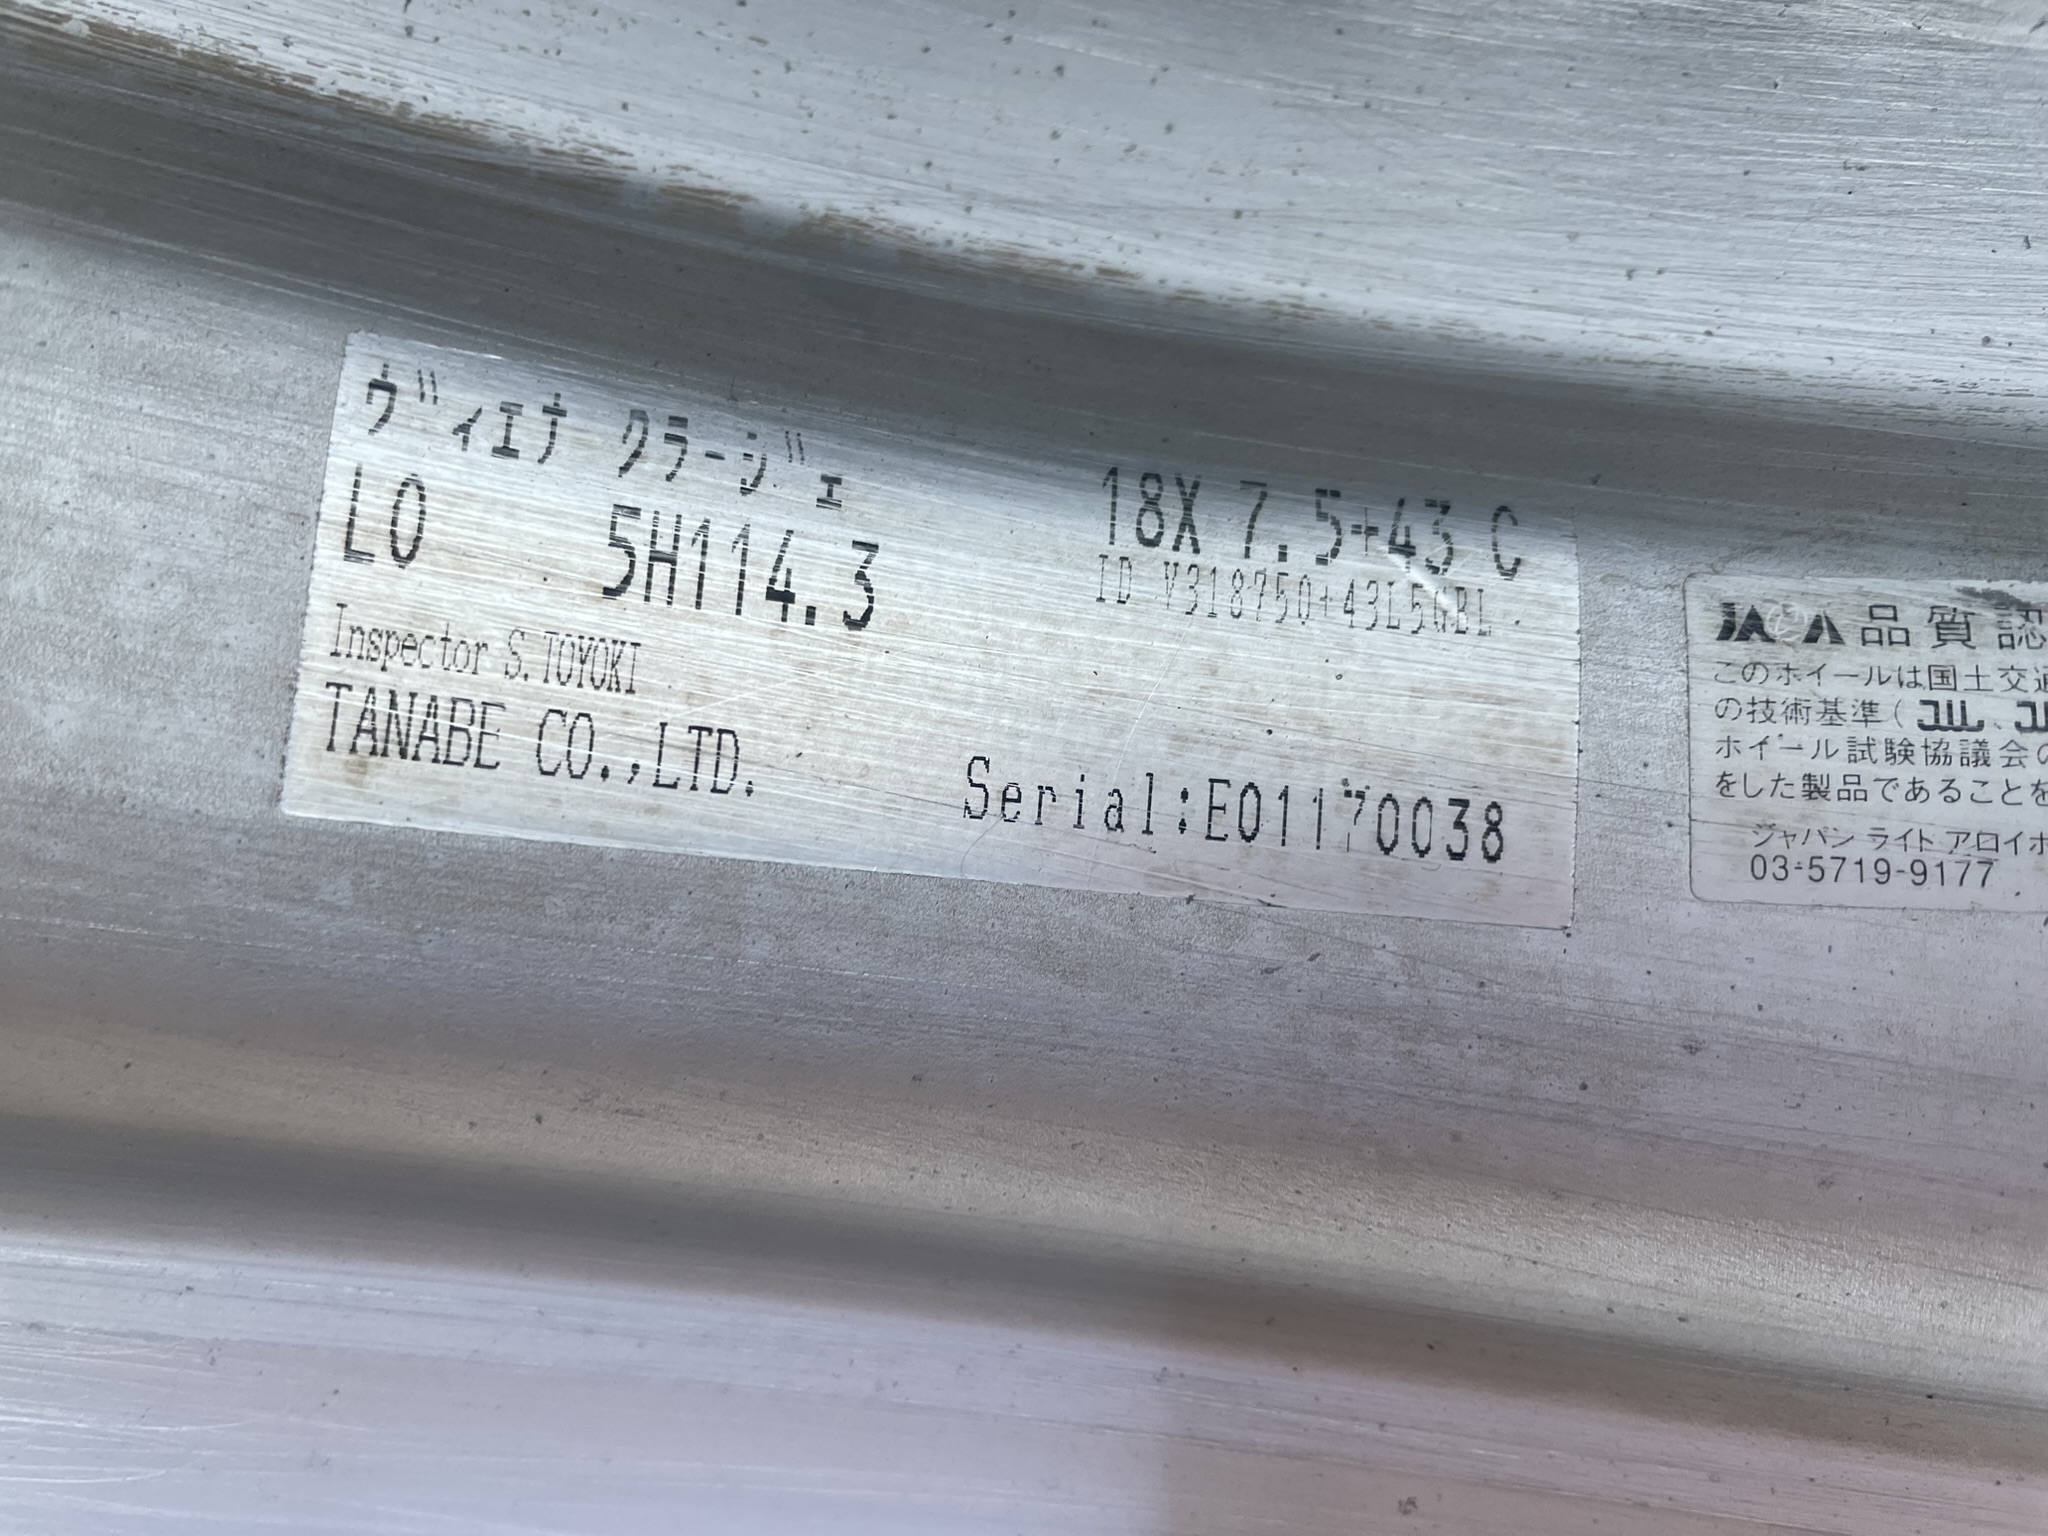 ヴィエナ クラージェ
18X 7.5+43 C
LO 5H114.3
ID V318750+43L5GBL
Inspector S.TOYOKI
TANABE CO.,LTD.
Serial:E01170038
JAWA 品質認
このホイールは国土交通
の技術基準(JWL、
ホイール試験協議会の
をした製品であることを
ジャパン ライト アロイホ
03-5719-9177